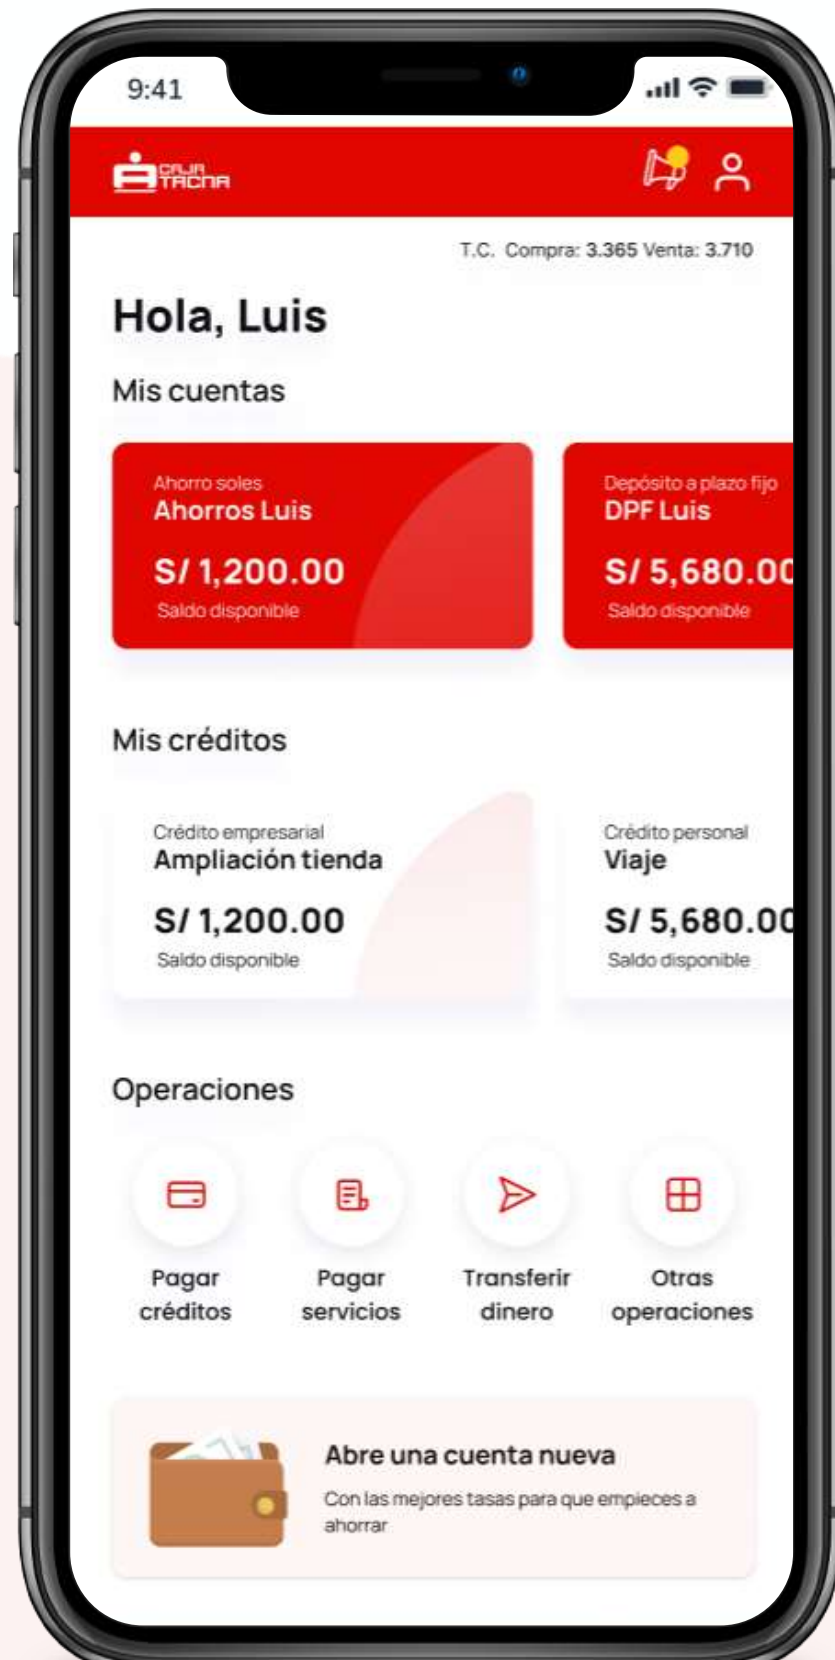 9:41
CAJA
TACNA
T.C. Compra: 3.365 Venta: 3.710
Hola, Luis
Mis cuentas
Ahorro soles
Ahorros Luis
S/ 1,200.00
Saldo disponible
Depósito a plazo fijo
DPF Luis
S/ 5,680.00
Saldo disponible
Mis créditos
Crédito empresarial
Ampliación tienda
S/ 1,200.00
Saldo disponible
Crédito personal
Viaje
S/ 5,680.00
Saldo disponible
Operaciones
Pagar
créditos
Pagar
servicios
Transferir
dinero
Otras
operaciones
Abre una cuenta nueva
Con las mejores tasas para que empieces a
ahorrar